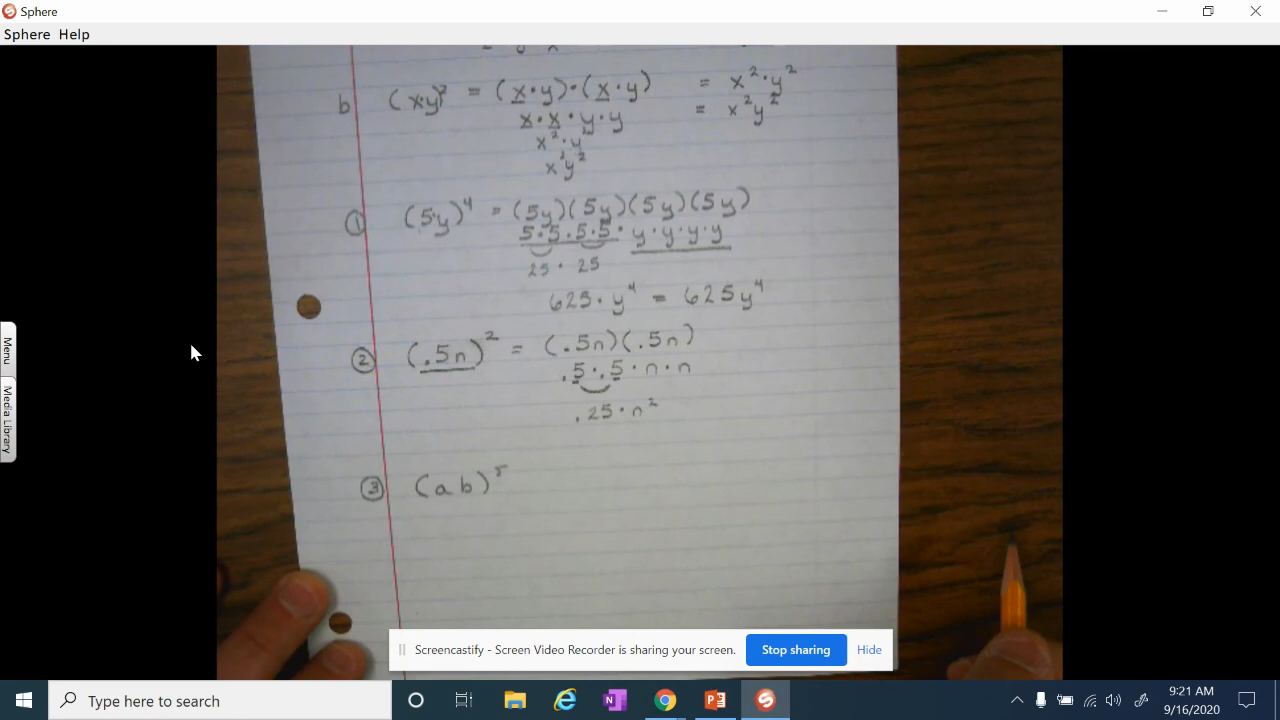 Sphere
Sphere Help
b (xy)² = (x·y)·(x·y) = x²·y²
x·x·y·y = x²y²
x²·y²
x²y²
① (5·y)⁴ = (5y)(5y)(5y)(5y)
5·5·5·5·y·y·y·y
25·25
625·y⁴ = 625y⁴
② (.5n)² = (.5n)(.5n)
.5·.5·n·n
.25·n²
③ (ab)⁵
Menu
Media Library
Screencastify - Screen Video Recorder is sharing your screen. Stop sharing Hide
Type here to search
9:21 AM
9/16/2020